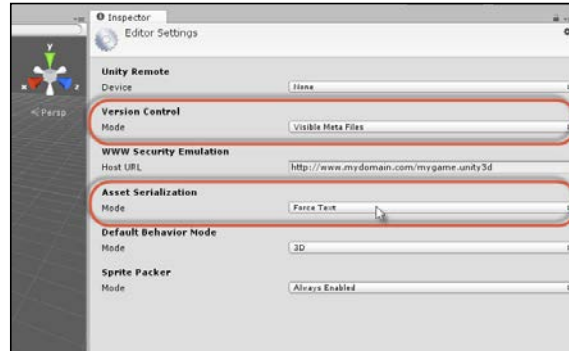 Inspector
Editor Settings
y
x
z
Persp
Unity Remote
Device
None
Version Control
Mode
Visible Meta Files
WWW Security Emulation
Host URL
http://www.mydomain.com/mygame.unity3d
Asset Serialization
Mode
Force Text
Default Behavior Mode
Mode
3D
Sprite Packer
Mode
Always Enabled